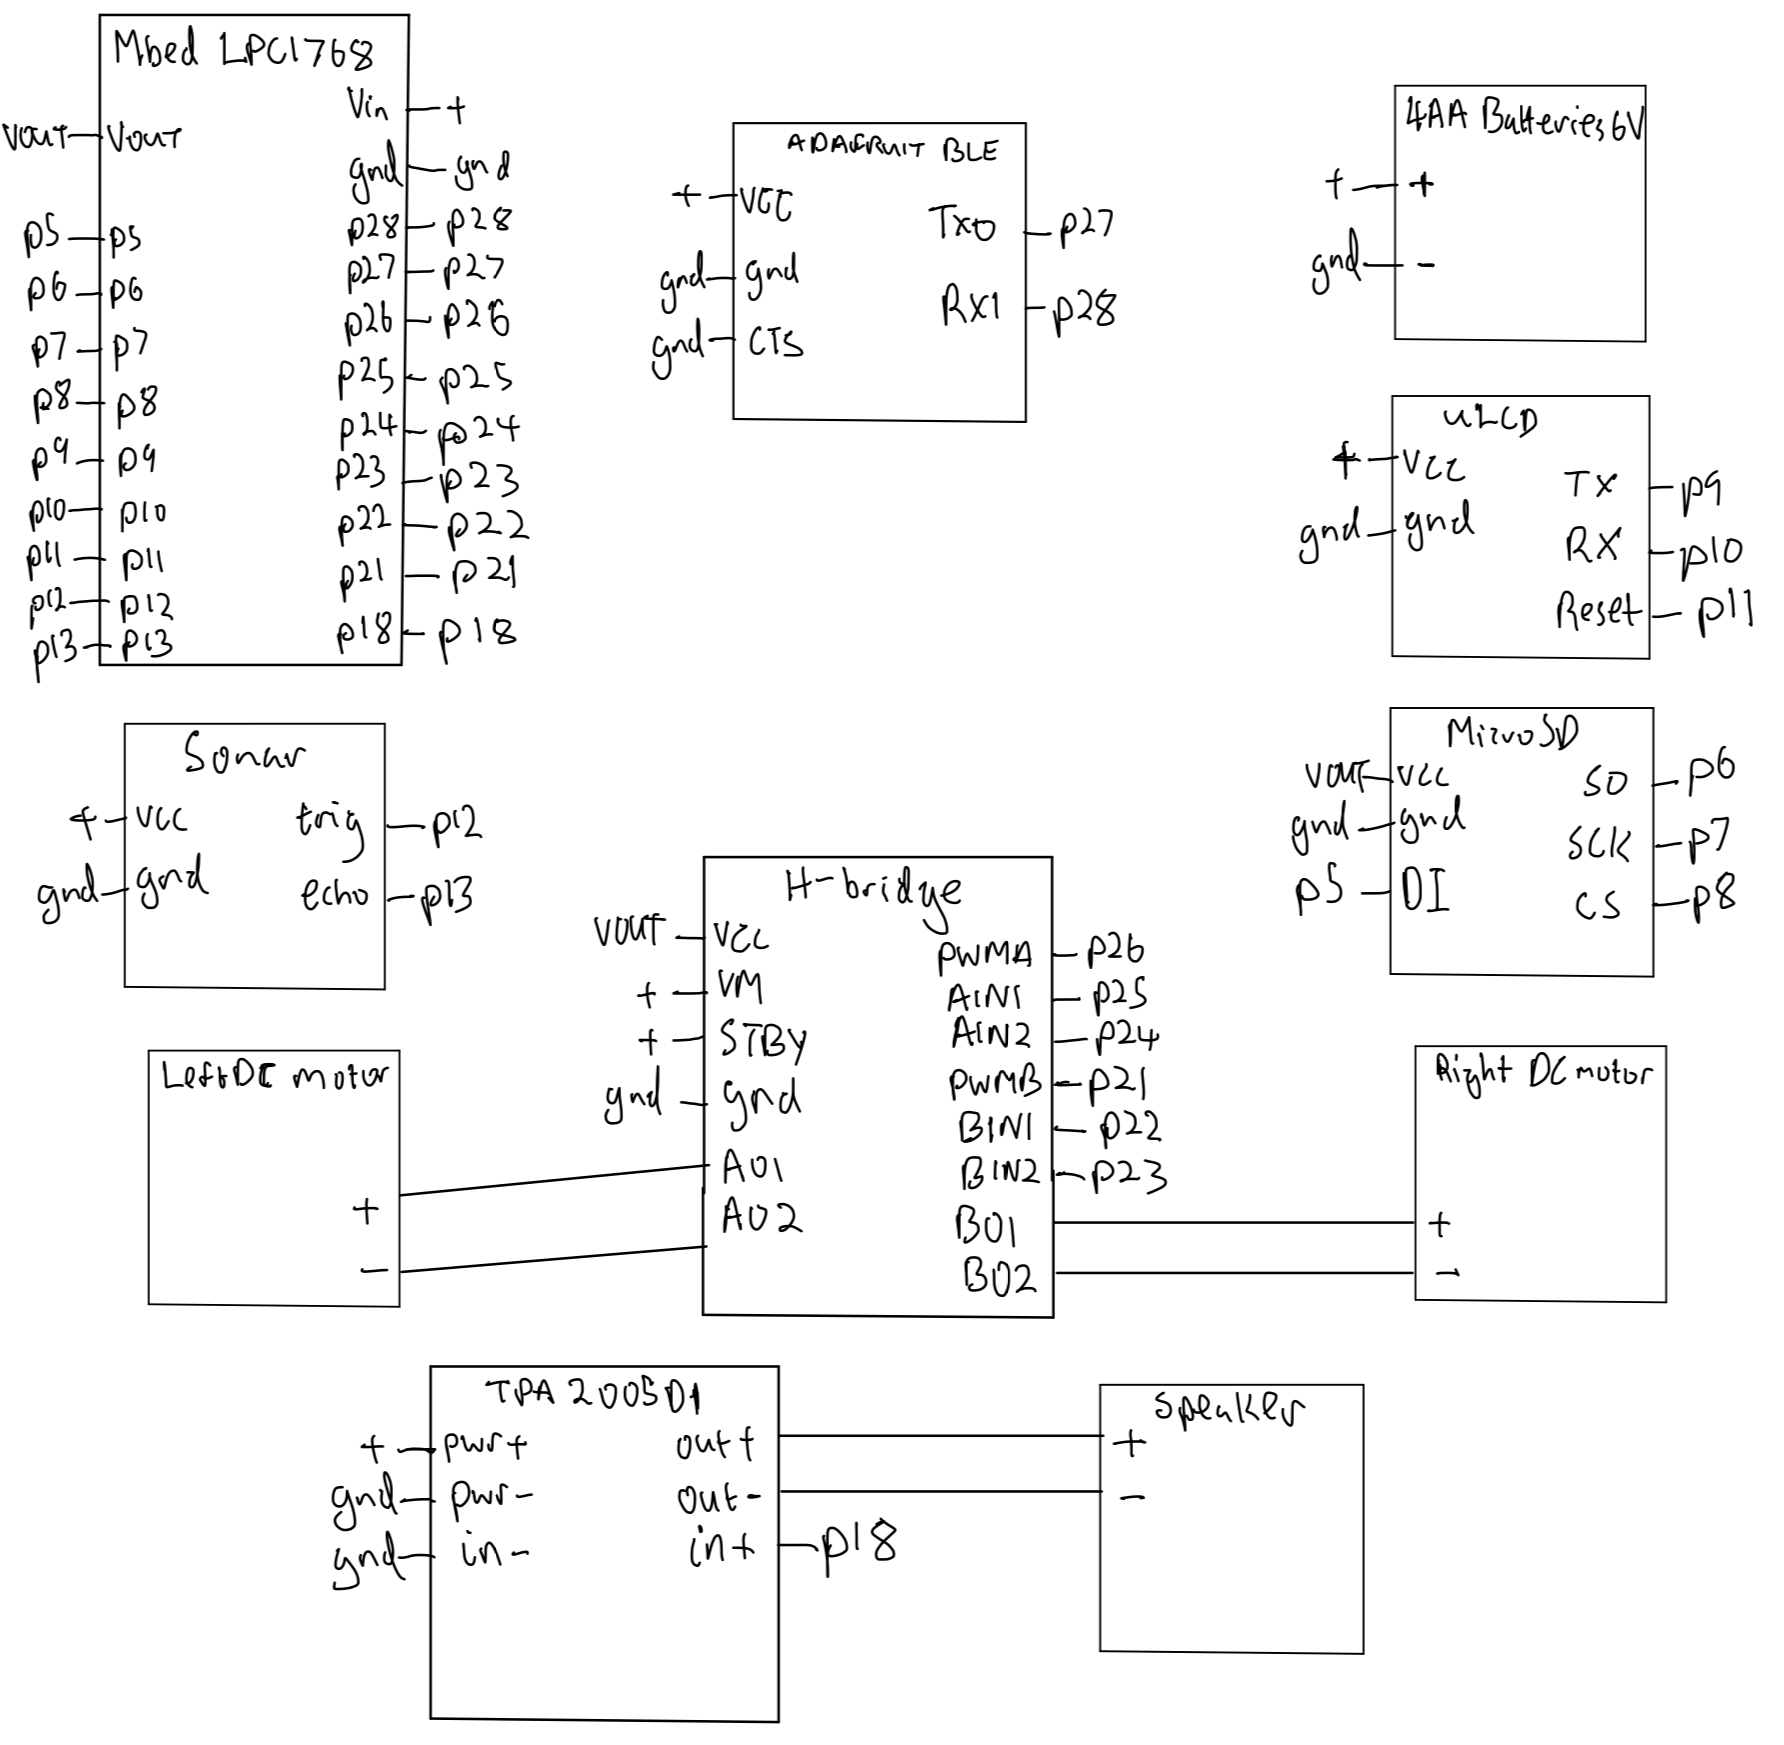 Mbed LPC1768
Vin + 
VOUT VOUT
gnd gnd
p28 p28
p5 p5
p27 p27
p6 p6
p26 p26
p7 p7
p25 p25
p8 p8
p24 p24
p9 p9
p23 p23
p10 p10
p22 p22
p11 p11
p21 p21
p12 p12
p18 p18
p13 p13
ADAFRUIT BLE
+ VCC
TXO p27
gnd gnd
RX1 p28
gnd CTS
4AA Batteries 6V
+ +
gnd -
uLCD
+ VCC
TX p9
gnd gnd
RX p10
Reset p11
Sonar
+ VCC trig p12
gnd gnd echo p13
MicroSD
VOUT VCC SO p6
gnd gnd SCK p7
p5 DI CS p8
H-bridge
VOUT VCC PWMA p26
+ VM AIN1 p25
+ STBY AIN2 p24
gnd gnd PWMB p21
BIN1 p22
A01 BIN2 p23
A02 B01
B02
Left DC motor
+
-
Right DC motor
+
-
TPA2005D1
+ pwr+ out+
gnd pwr- out-
gnd in- in+ p18
Speaker
+
-